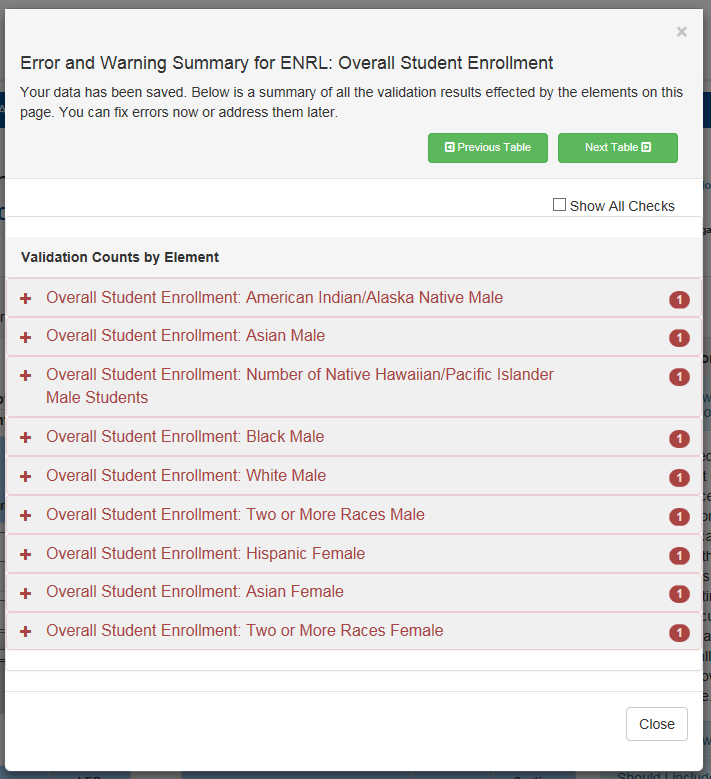 ×
Error and Warning Summary for ENRL: Overall Student Enrollment
Your data has been saved. Below is a summary of all the validation results effected by the elements on this
page. You can fix errors now or address them later.
Previous Table
Next Table
Show All Checks
Validation Counts by Element
Overall Student Enrollment: American Indian/Alaska Native Male 1
Overall Student Enrollment: Asian Male 1
Overall Student Enrollment: Number of Native Hawaiian/Pacific Islander 1
Male Students
Overall Student Enrollment: Black Male 1
Overall Student Enrollment: White Male 1
Overall Student Enrollment: Two or More Races Male 1
Overall Student Enrollment: Hispanic Female 1
Overall Student Enrollment: Asian Female 1
Overall Student Enrollment: Two or More Races Female 1
Close